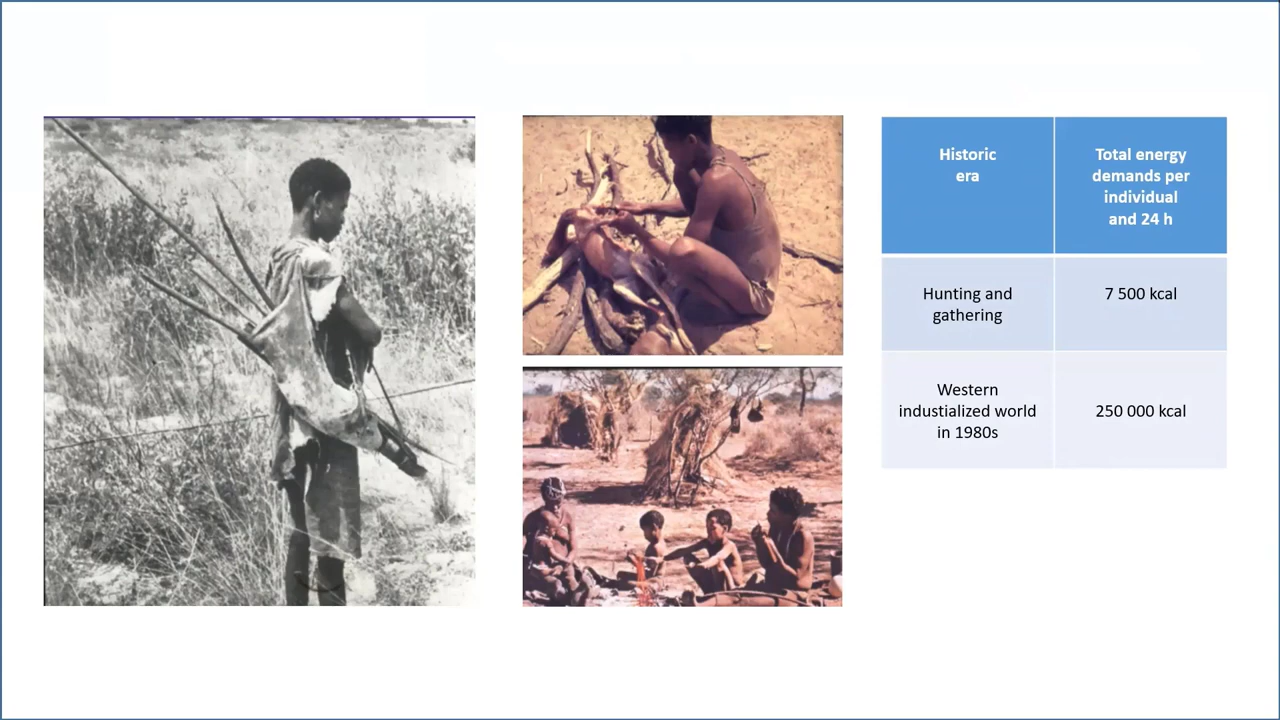 Historic
era
Total energy
demands per
individual
and 24 h
Hunting and
gathering
7 500 kcal
Western
industialized world
in 1980s
250 000 kcal